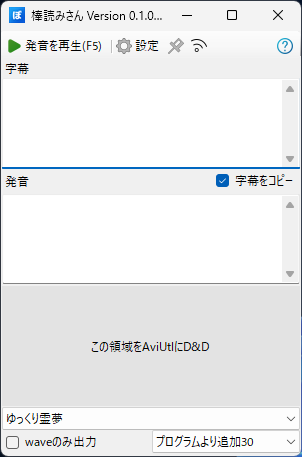 ぼ 棒読みさん Version 0.1.0...
発音を再生(F5) 設定
字幕
発音 字幕をコピー
この領域をAviUtlにD&D
ゆっくり霊夢
waveのみ出力 プログラムより追加30